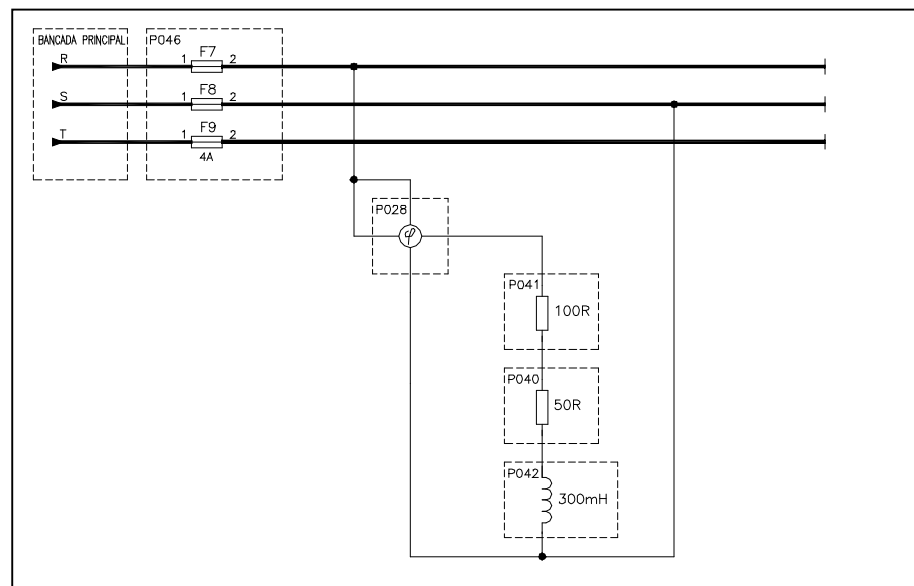 BANCADA PRINCIPAL
P046
R
1
F7
2
S
1
F8
2
T
1
F9
2
4A
P028
φ
P041
100R
P040
50R
P042
300mH